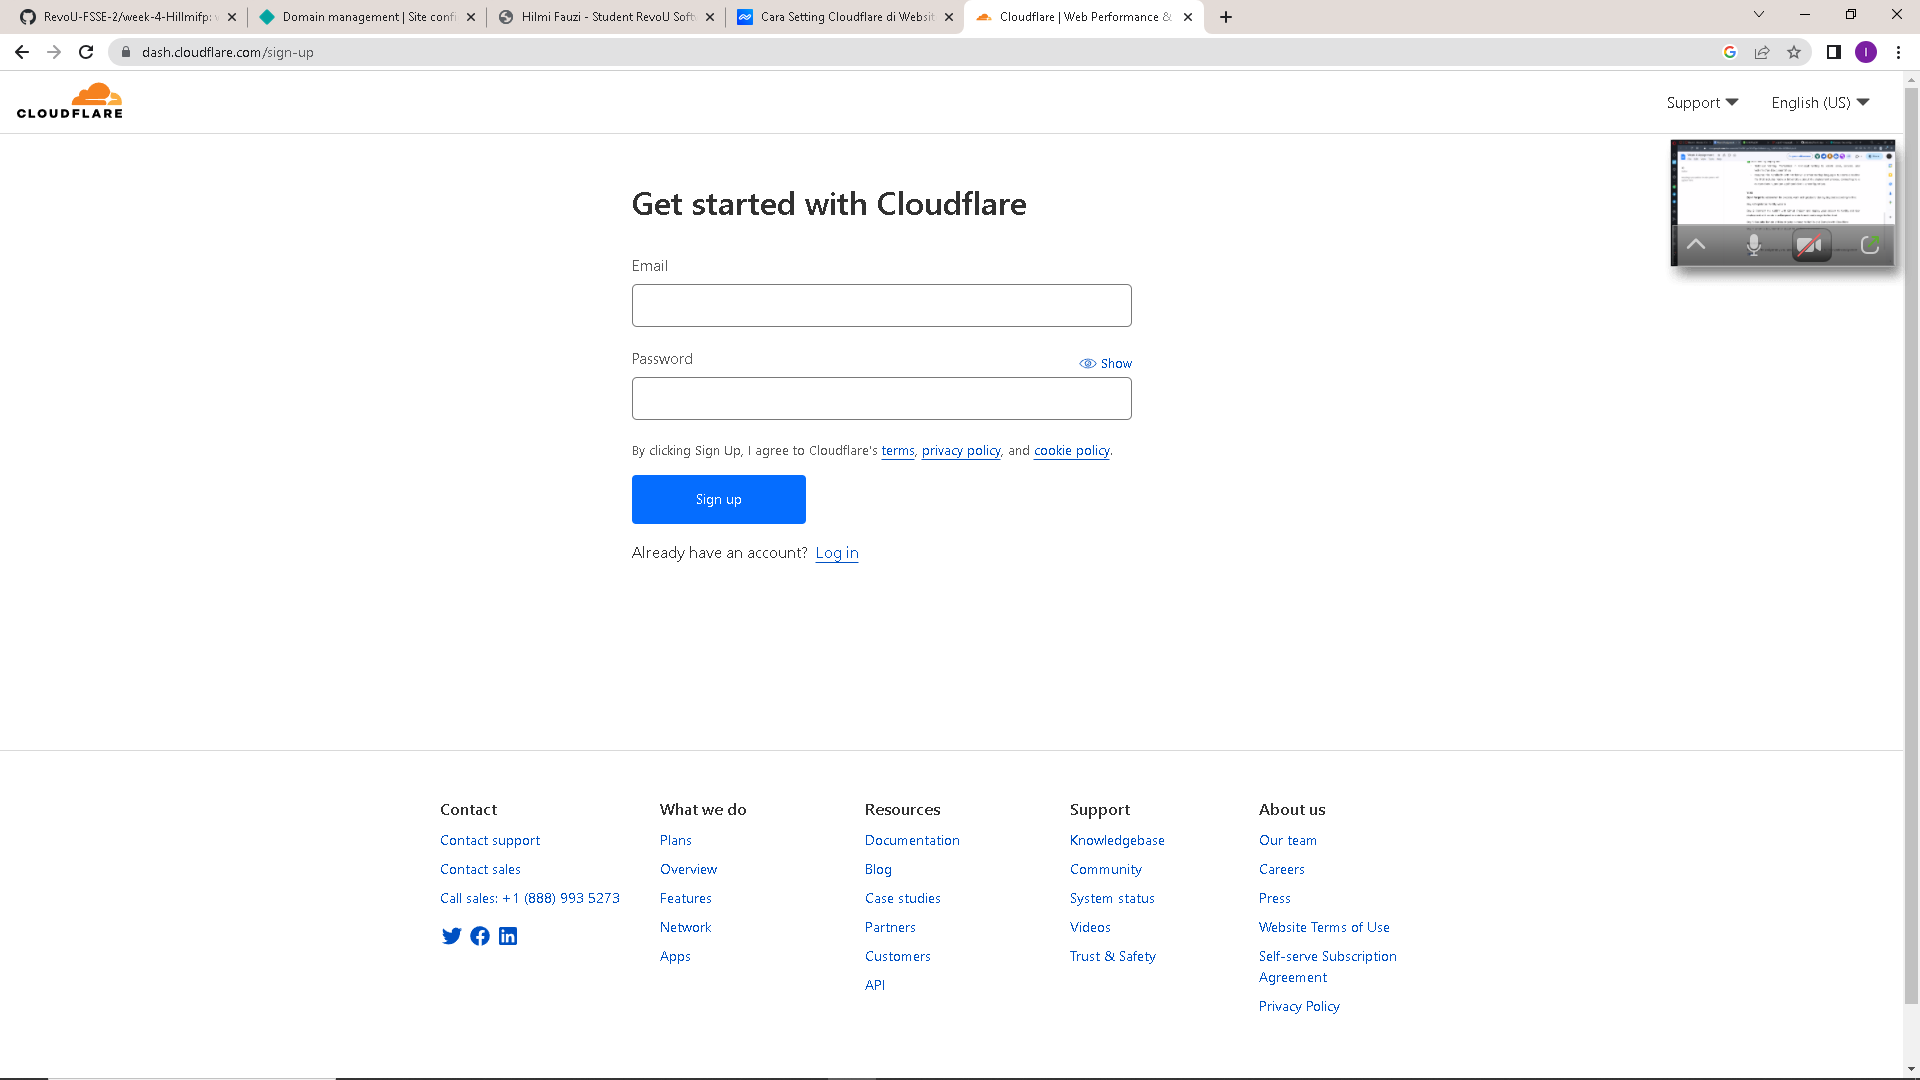 RevoU-FSSE-2/week-4-Hillmifp: w
Domain management | Site confi
Hilmi Fauzi - Student RevoU Soft
Cara Setting Cloudflare di Websit
Cloudflare | Web Performance &
dash.cloudflare.com/sign-up
I
CLOUDFLARE
Support
English (US)
Get started with Cloudflare
Email
Password
Show
By clicking Sign Up, I agree to Cloudflare's terms, privacy policy, and cookie policy.
Sign up
Already have an account? Log in
Contact
Contact support
Contact sales
Call sales: +1 (888) 993 5273
What we do
Plans
Overview
Features
Network
Apps
Resources
Documentation
Blog
Case studies
Partners
Customers
API
Support
Knowledgebase
Community
System status
Videos
Trust & Safety
About us
Our team
Careers
Press
Website Terms of Use
Self-serve Subscription
Agreement
Privacy Policy